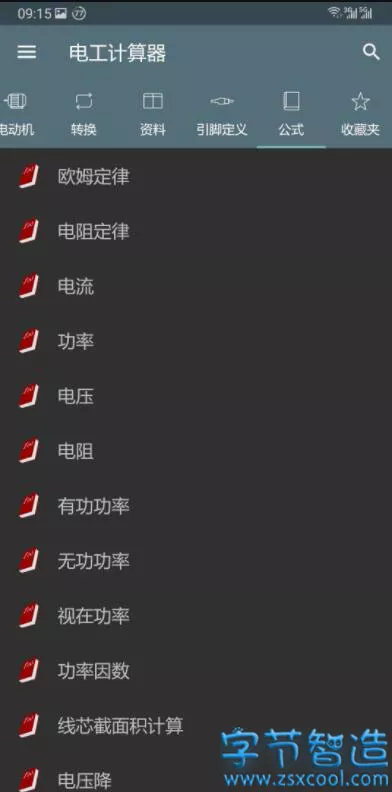 09:15 77 3G 5G
电工计算器
电动机 转换 资料 引脚定义 公式 收藏夹
欧姆定律
电阻定律
电流
功率
电压
电阻
有功功率
无功功率
视在功率
功率因数
线芯截面积计算
电压降
字节智造
www.zsxcool.com